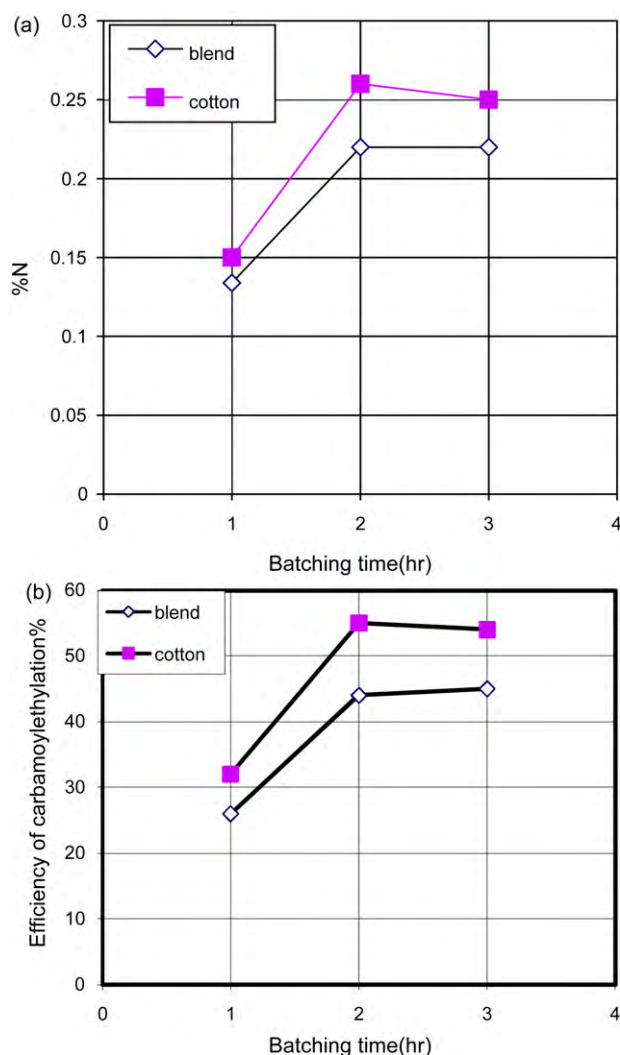 (a)
0.3
blend
cotton
0.25
0.2
0.15
0.1
0.05
0
%N
0
1
2
3
4
Batching time(hr)
(b)
60
blend
cotton
50
40
30
20
10
0
Efficiency of carbamoylethylation%
0
1
2
3
4
Batching time(hr)